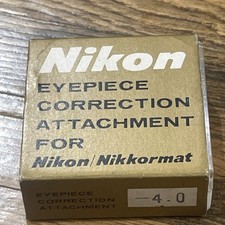 Nikon
EYEPIECE
CORRECTION
ATTACHMENT
FOR
Nikon/Nikkormat
EYEPIECE
CORRECTION
ATTACHMENT
-4.0